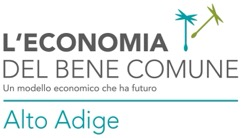 L'ECONOMIA
DEL BENE COMUNE
Un modello economico che ha futuro
Alto Adige